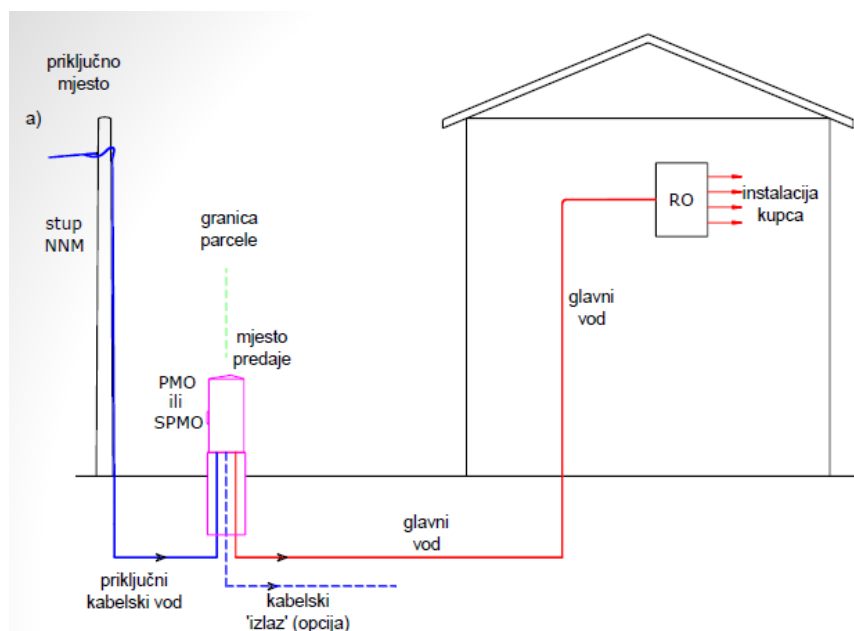 priključno
mjesto
a)
stup
NNM
granica
parcele
mjesto
predaje
PMO
ili
SPMO
RO
instalacija
kupca
glavni
vod
glavni
vod
priključni
kabelski vod
kabelski
'izlaz' (opcija)